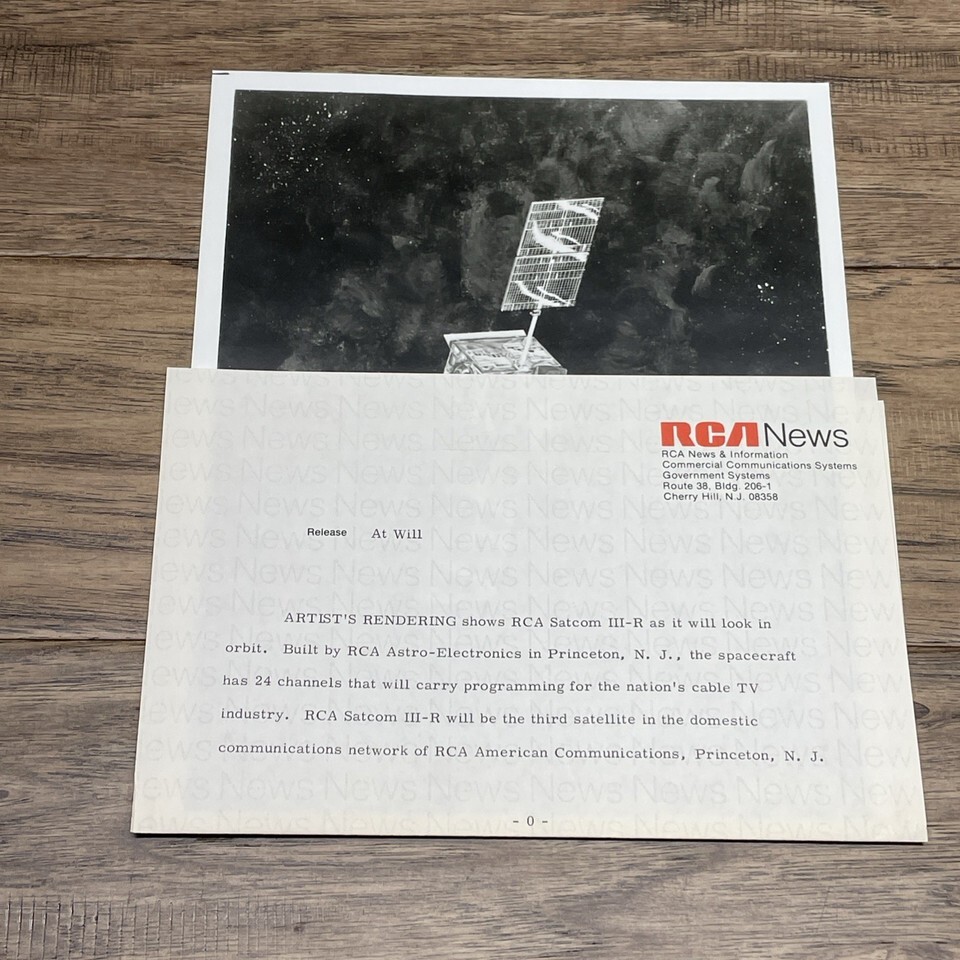 RCA News
RCA News & Information
Commercial Communications Systems
Government Systems
Route 38, Bldg. 206-1
Cherry Hill, N.J. 08358
Release At Will
ARTIST'S RENDERING shows RCA Satcom III-R as it will look in
orbit. Built by RCA Astro-Electronics in Princeton, N. J., the spacecraft
has 24 channels that will carry programming for the nation's cable TV
industry. RCA Satcom III-R will be the third satellite in the domestic
communications network of RCA American Communications, Princeton, N. J.
- 0 -